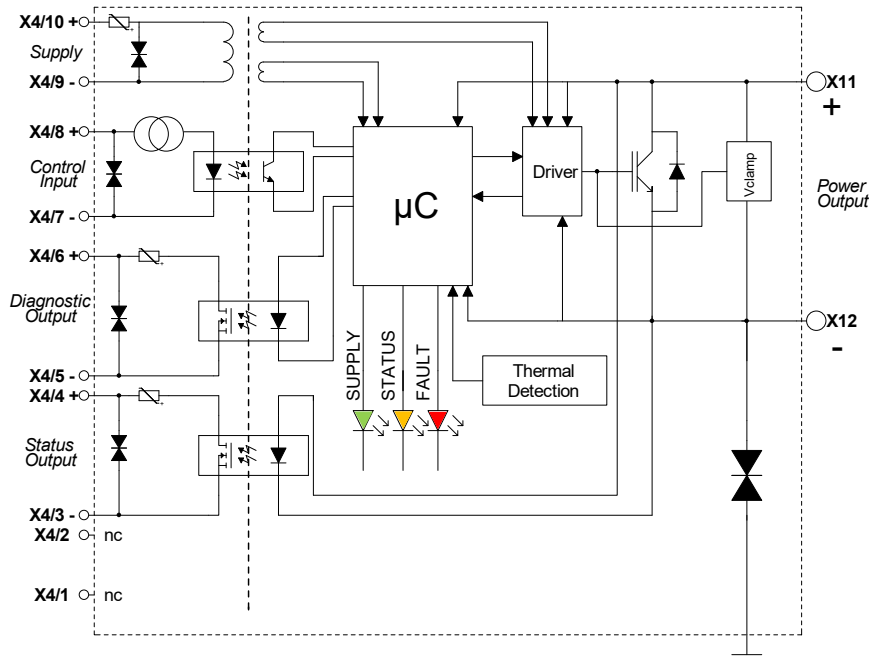 X4/10 +
Supply
X4/9 -
X4/8 +
Control
Input
X4/7 -
X4/6 +
Diagnostic
Output
X4/5 -
X4/4 +
Status
Output
X4/3 -
X4/2 nc
X4/1 nc
µC
Driver
Vclamp
X11
+
Power
Output
X12
-
SUPPLY
STATUS
FAULT
Thermal
Detection